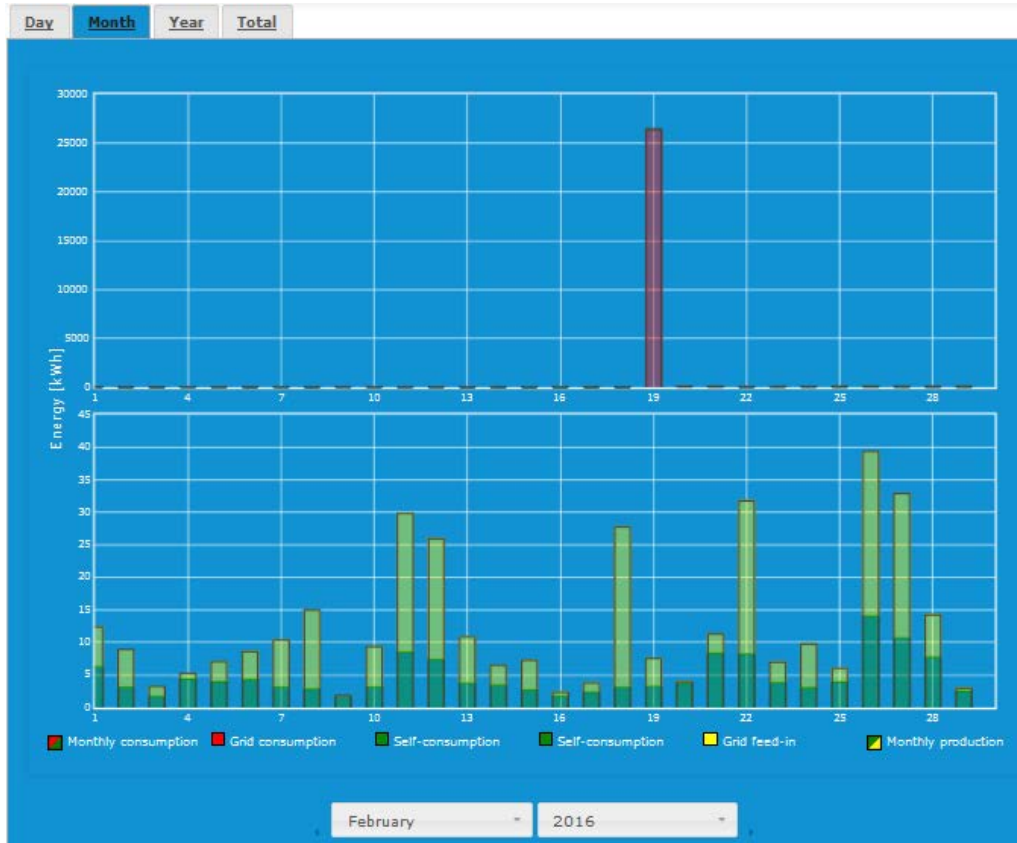 Day Month Year Total
Energy [kWh]
30000
25000
20000
15000
10000
5000
0
1 4 7 10 13 16 19 22 25 28
45
40
35
30
25
20
15
10
5
0
1 4 7 10 13 16 19 22 25 28
Monthly consumption Grid consumption Self-consumption Self-consumption Grid feed-in Monthly production
February 2016